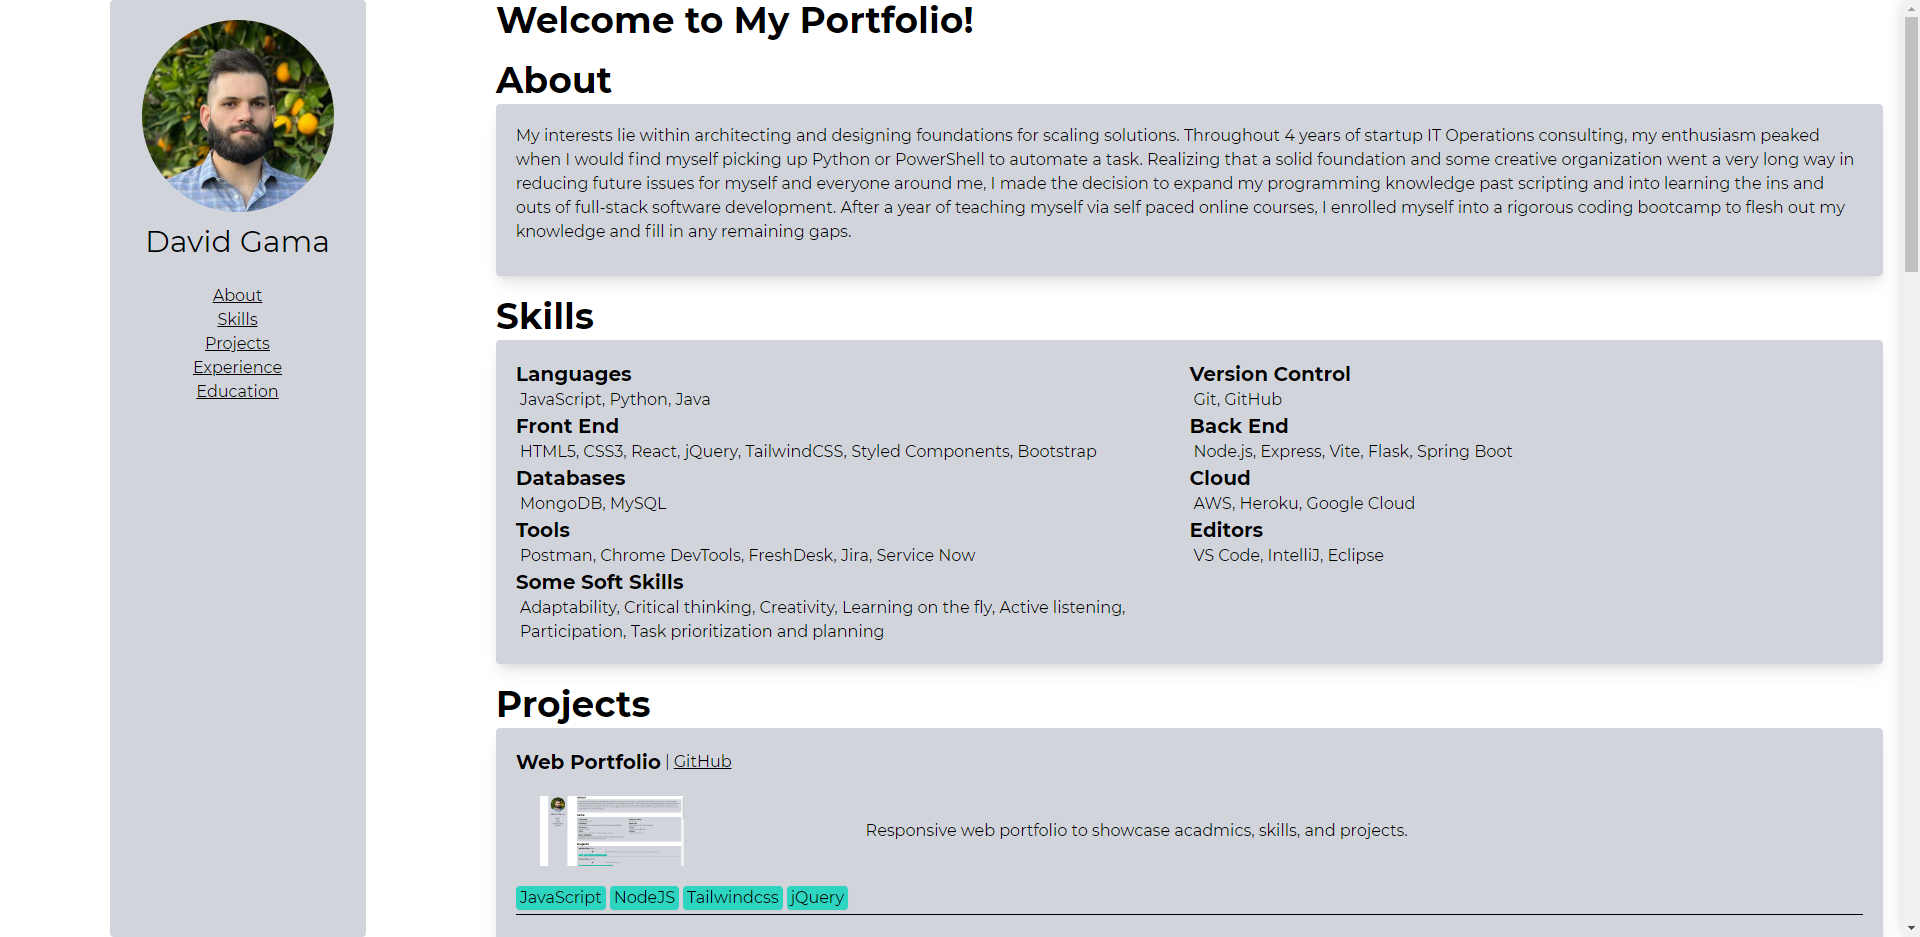 David Gama
About
Skills
Projects
Experience
Education
Welcome to My Portfolio!
About
My interests lie within architecting and designing foundations for scaling solutions. Throughout 4 years of startup IT Operations consulting, my enthusiasm peaked
when I would find myself picking up Python or PowerShell to automate a task. Realizing that a solid foundation and some creative organization went a very long way in
reducing future issues for myself and everyone around me, I made the decision to expand my programming knowledge past scripting and into learning the ins and
outs of full-stack software development. After a year of teaching myself via self paced online courses, I enrolled myself into a rigorous coding bootcamp to flesh out my
knowledge and fill in any remaining gaps.
Skills
Languages
JavaScript, Python, Java
Front End
HTML5, CSS3, React, jQuery, TailwindCSS, Styled Components, Bootstrap
Databases
MongoDB, MySQL
Tools
Postman, Chrome DevTools, FreshDesk, Jira, Service Now
Some Soft Skills
Adaptability, Critical thinking, Creativity, Learning on the fly, Active listening,
Participation, Task prioritization and planning
Version Control
Git, GitHub
Back End
Node.js, Express, Vite, Flask, Spring Boot
Cloud
AWS, Heroku, Google Cloud
Editors
VS Code, IntelliJ, Eclipse
Projects
Web Portfolio | GitHub
Responsive web portfolio to showcase acadmics, skills, and projects.
JavaScript NodeJS Tailwindcss jQuery